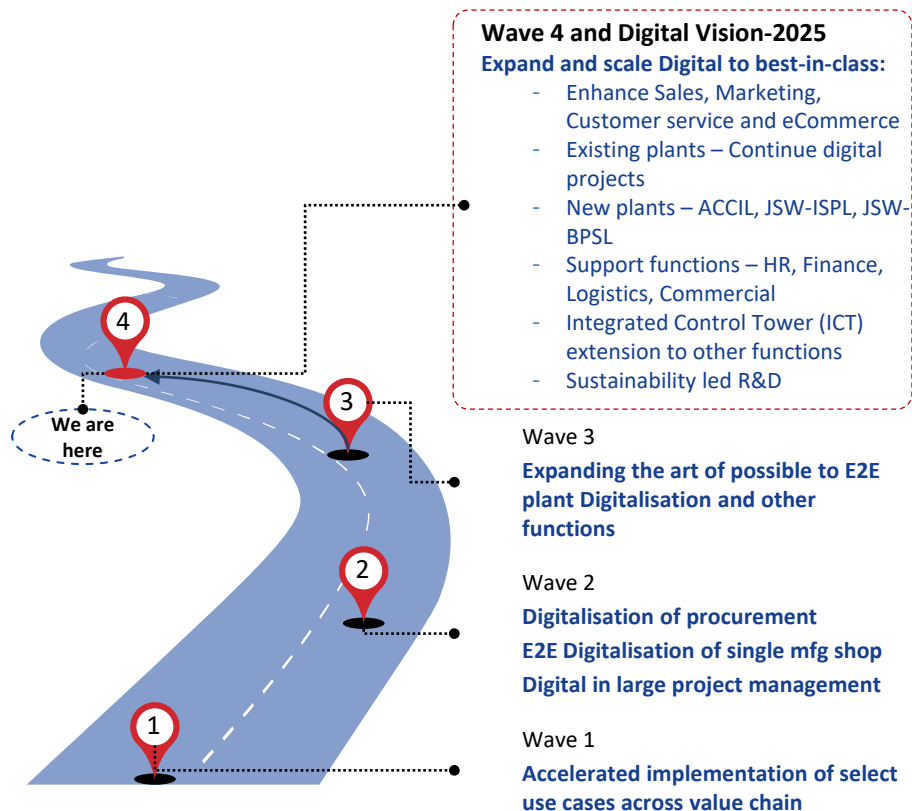 Wave 4 and Digital Vision-2025
Expand and scale Digital to best-in-class:
- Enhance Sales, Marketing,
Customer service and eCommerce
- Existing plants – Continue digital
projects
- New plants – ACCIL, JSW-ISPL, JSW-
BPSL
- Support functions – HR, Finance,
Logistics, Commercial
- Integrated Control Tower (ICT)
extension to other functions
- Sustainability led R&D
4
3
We are
here
Wave 3
Expanding the art of possible to E2E
plant Digitalisation and other
functions
2
Wave 2
Digitalisation of procurement
E2E Digitalisation of single mfg shop
Digital in large project management
1
Wave 1
Accelerated implementation of select
use cases across value chain